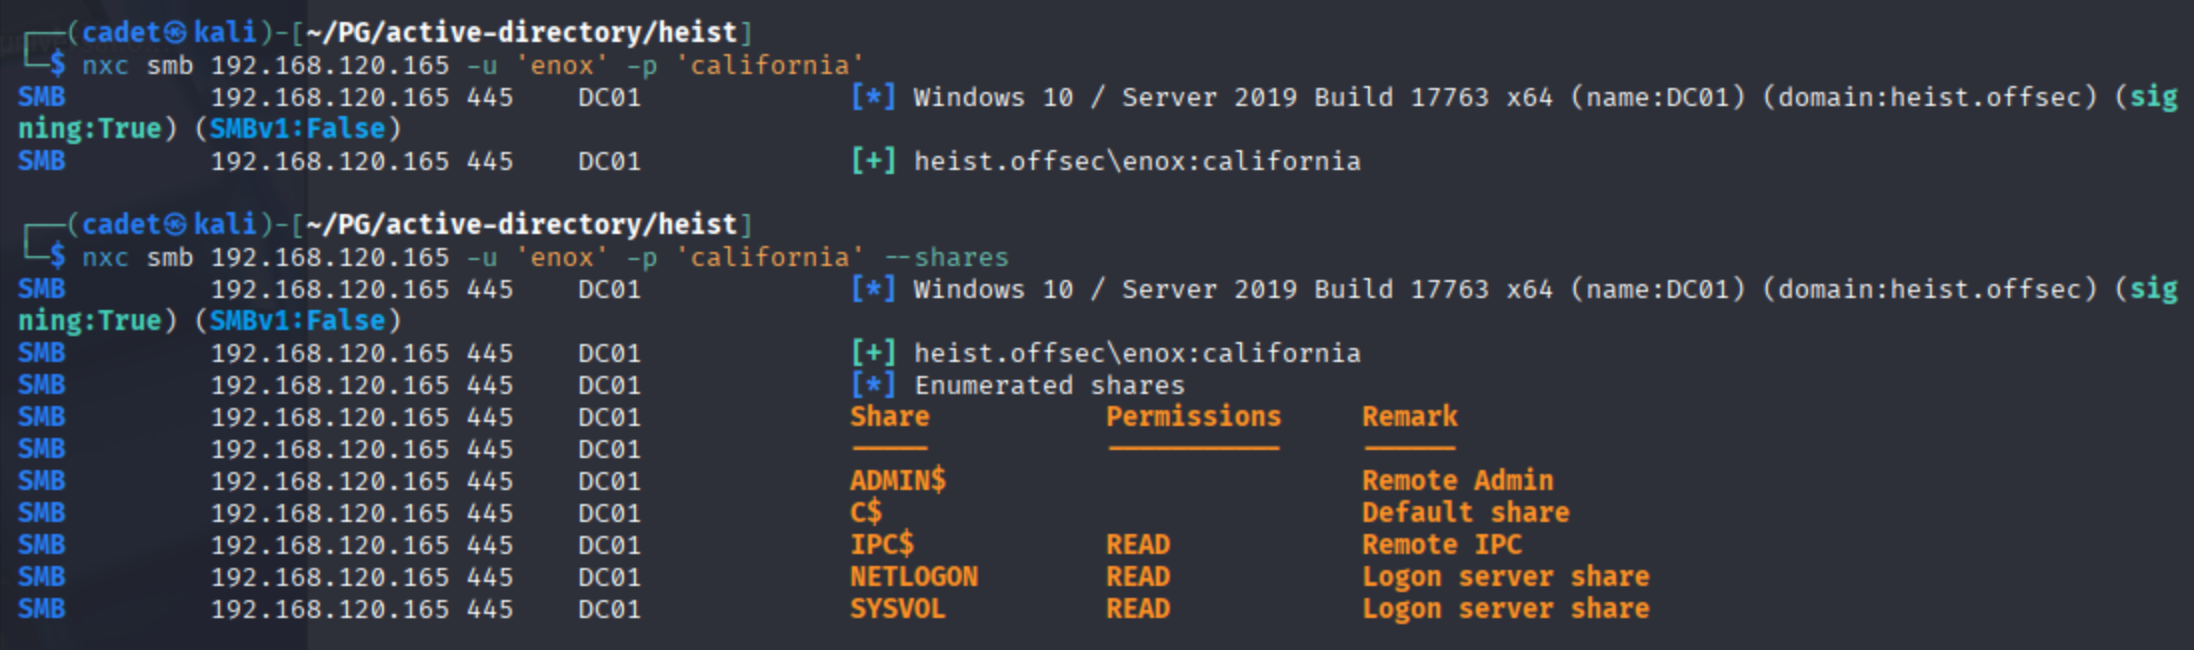 ┌──(cadet㉿kali)-[~/PG/active-directory/heist]
└─$ nxc smb 192.168.120.165 -u 'enox' -p 'california'
SMB         192.168.120.165 445    DC01             [*] Windows 10 / Server 2019 Build 17763 x64 (name:DC01) (domain:heist.offsec) (sig
ning:True) (SMBv1:False)
SMB         192.168.120.165 445    DC01             [+] heist.offsec\enox:california
┌──(cadet㉿kali)-[~/PG/active-directory/heist]
└─$ nxc smb 192.168.120.165 -u 'enox' -p 'california' --shares
SMB         192.168.120.165 445    DC01             [*] Windows 10 / Server 2019 Build 17763 x64 (name:DC01) (domain:heist.offsec) (sig
ning:True) (SMBv1:False)
SMB         192.168.120.165 445    DC01             [+] heist.offsec\enox:california
SMB         192.168.120.165 445    DC01             [*] Enumerated shares
SMB         192.168.120.165 445    DC01             Share           Permissions     Remark
SMB         192.168.120.165 445    DC01             -----           -----------     ------
SMB         192.168.120.165 445    DC01             ADMIN$                          Remote Admin
SMB         192.168.120.165 445    DC01             C$                              Default share
SMB         192.168.120.165 445    DC01             IPC$            READ            Remote IPC
SMB         192.168.120.165 445    DC01             NETLOGON        READ            Logon server share
SMB         192.168.120.165 445    DC01             SYSVOL          READ            Logon server share